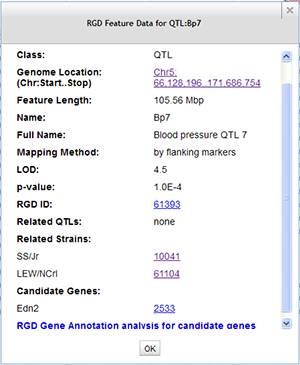 RGD Feature Data for QTL:Bp7
Class: QTL
Genome Location: Chr5:
(Chr:Start..Stop) 66,128,196..171,686,754
Feature Length: 105.56 Mbp
Name: Bp7
Full Name: Blood pressure QTL 7
Mapping Method: by flanking markers
LOD: 4.5
p-value: 1.0E-4
RGD ID: 61393
Related QTLs: none
Related Strains:
SS/Jr 10041
LEW/NCrl 61104
Candidate Genes:
Edn2 2533
RGD Gene Annotation analysis for candidate genes
OK